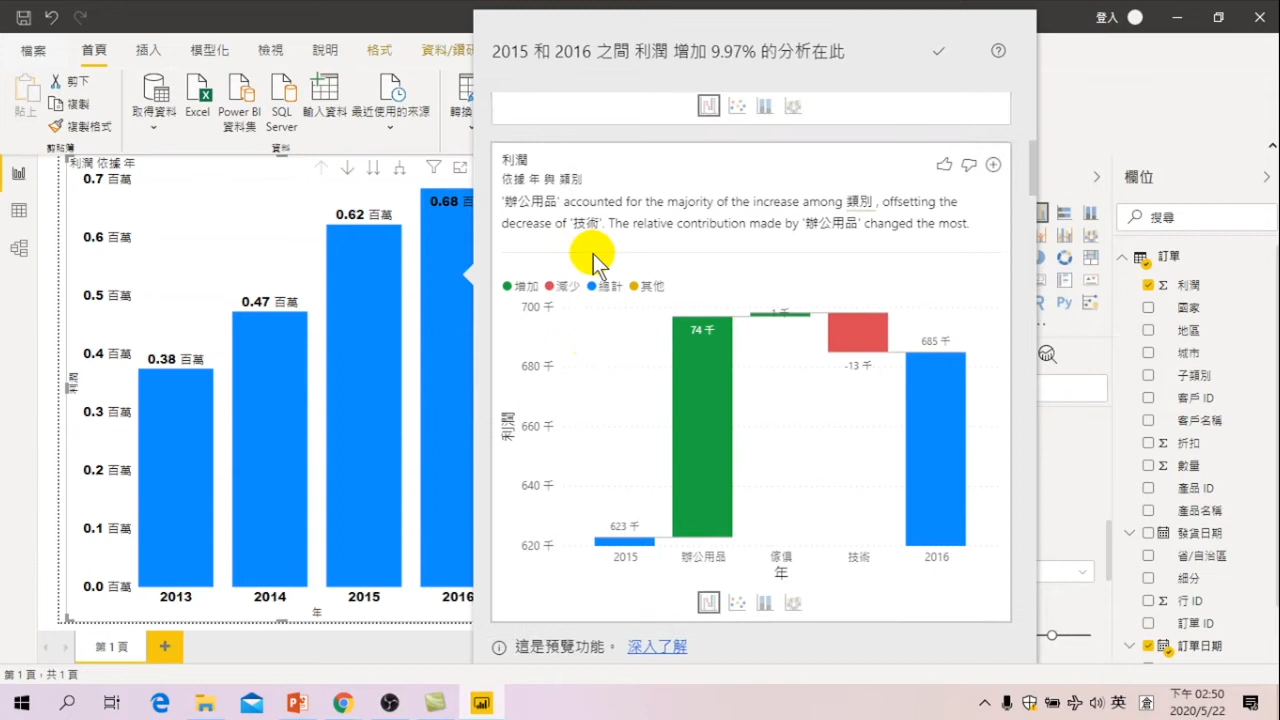 登入
檔案 首頁 插入 模型化 檢視 說明 格式 資料/鑽研
2015 和 2016 之間 利潤 增加 9.97% 的分析在此
貼上
剪下
複製
複製格式
剪貼簿
取得資料
Excel
Power BI
資料集
SQL
Server
輸入資料
最近使用的來源
轉換
資料
利潤 依據 年
0.7 百萬
0.6 百萬
0.5 百萬
0.4 百萬
0.3 百萬
0.2 百萬
0.1 百萬
0.0 百萬
利潤
0.38 百萬
0.47 百萬
0.62 百萬
0.68 百
2013 2014 2015 2016
年
利潤
依據 年 與 類別
'辦公用品' accounted for the majority of the increase among 類別 , offsetting the
decrease of '技術'. The relative contribution made by '辦公用品' changed the most.
增加 減少 總計 其他
700 千
680 千
660 千
640 千
620 千
利潤
623 千
74 千
1 千
-13 千
685 千
2015 辦公用品 傢俱 技術 2016
年
這是預覽功能。 深入了解
欄位
搜尋
訂單
Σ 利潤
國家
地區
城市
子類別
客戶 ID
客戶名稱
Σ 折扣
Σ 數量
產品 ID
產品名稱
發貨日期
省/自治區
細分
Σ 行 ID
訂單 ID
訂單日期
R Py
第 1 頁
+
第 1 頁，共 1 頁
英
下午 02:50
2020/5/22